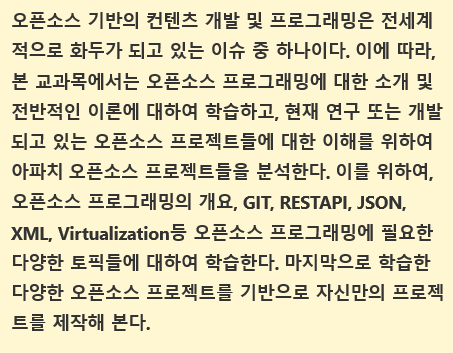 오픈소스 기반의 컨텐츠 개발 및 프로그래밍은 전세계
적으로 화두가 되고 있는 이슈 중 하나이다. 이에 따라,
본 교과목에서는 오픈소스 프로그래밍에 대한 소개 및
전반적인 이론에 대하여 학습하고, 현재 연구 또는 개발
되고 있는 오픈소스 프로젝트들에 대한 이해를 위하여
아파치 오픈소스 프로젝트들을 분석한다. 이를 위하여,
오픈소스 프로그래밍의 개요, GIT, RESTAPI, JSON,
XML, Virtualization등 오픈소스 프로그래밍에 필요한
다양한 토픽들에 대하여 학습한다. 마지막으로 학습한
다양한 오픈소스 프로젝트를 기반으로 자신만의 프로젝
트를 제작해 본다.